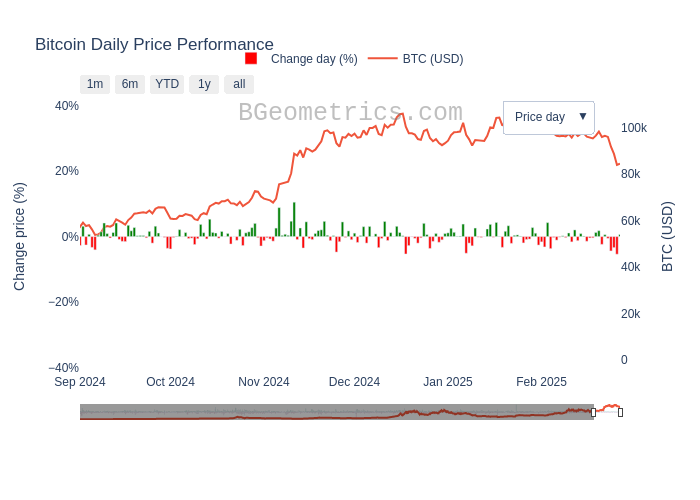 Bitcoin Daily Price Performance
Change day (%) BTC (USD)
1m 6m YTD 1y all
BGeometrics.com
Price day ▼
40%
20%
0%
−20%
−40%
Change price (%)
100k
80k
60k
40k
20k
0
BTC (USD)
Sep 2024 Oct 2024 Nov 2024 Dec 2024 Jan 2025 Feb 2025